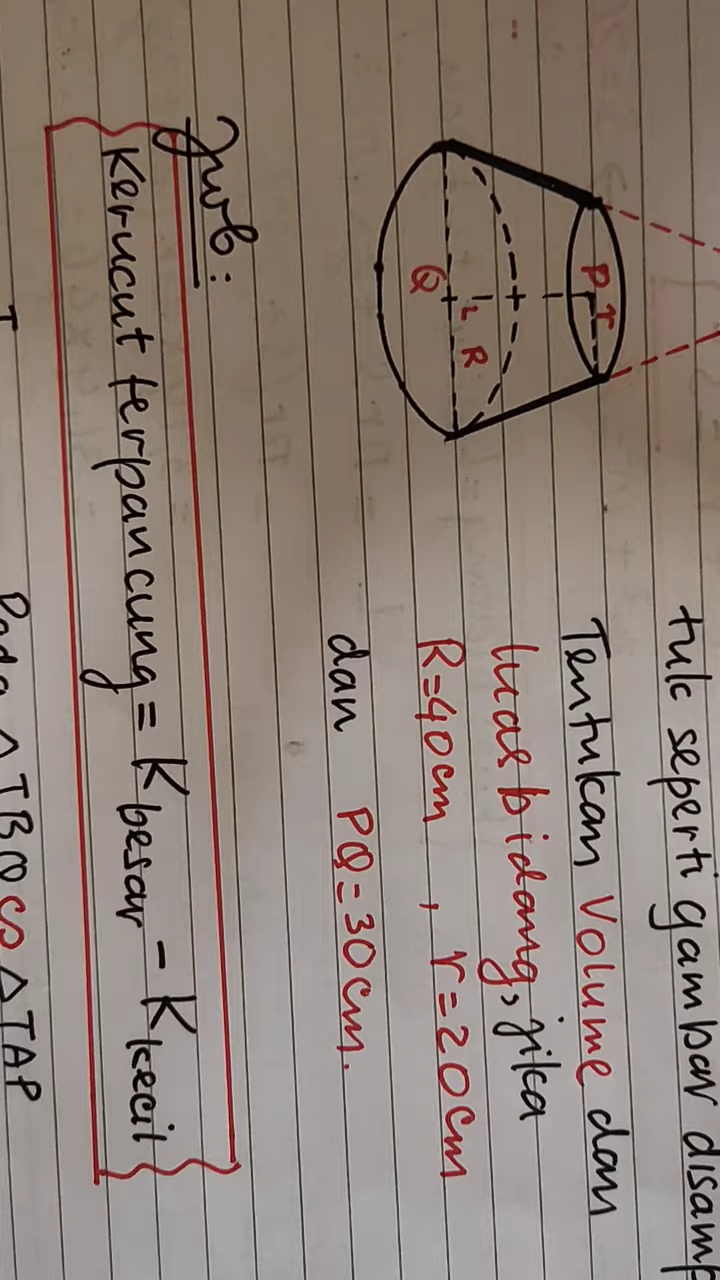 tuk seperti gambar disamp
Tentukan Volume dan
luas bidang, jika
R=40cm , r=20cm
dan PQ=30cm.
P r
Q R
Jwb:
Kerucut terpancung = K besar - K kecil
T
Pada △TBQ ∽ △TAP